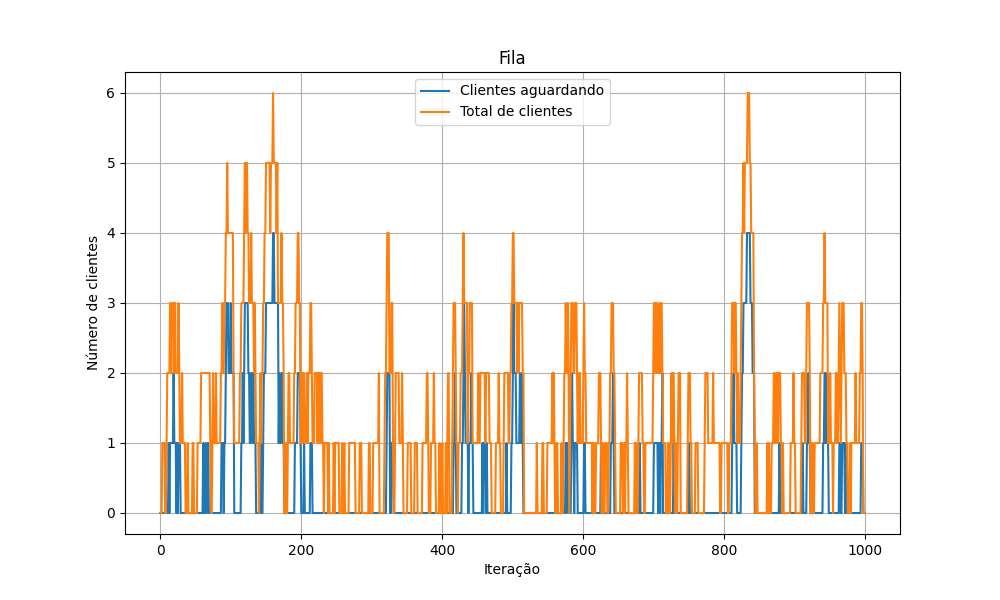 Fila
Clientes aguardando
Total de clientes
Número de clientes
6
5
4
3
2
1
0
0 200 400 600 800 1000
Iteração